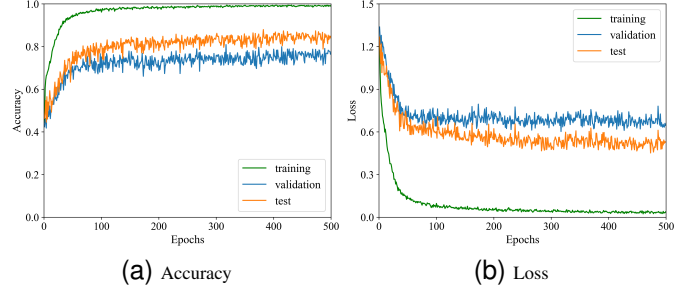 1.0
0.8
0.6
0.4
0.2
0.0
Accuracy
0 100 200 300 400 500
Epochs
training
validation
test
(a) Accuracy
1.5
1.2
0.9
0.6
0.3
0.0
Loss
0 100 200 300 400 500
Epochs
training
validation
test
(b) Loss